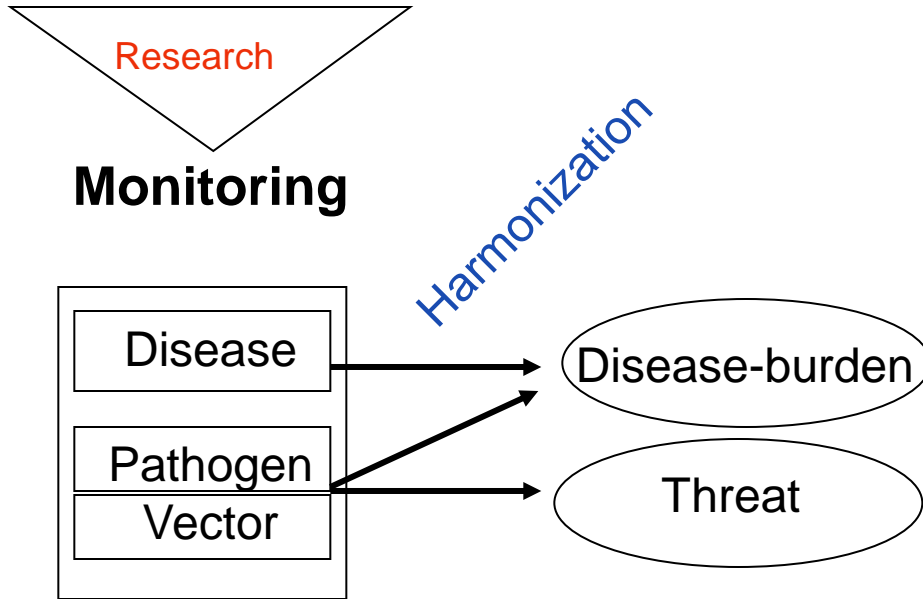 Research
Monitoring
Harmonization
Disease
Disease-burden
Pathogen
Threat
Vector